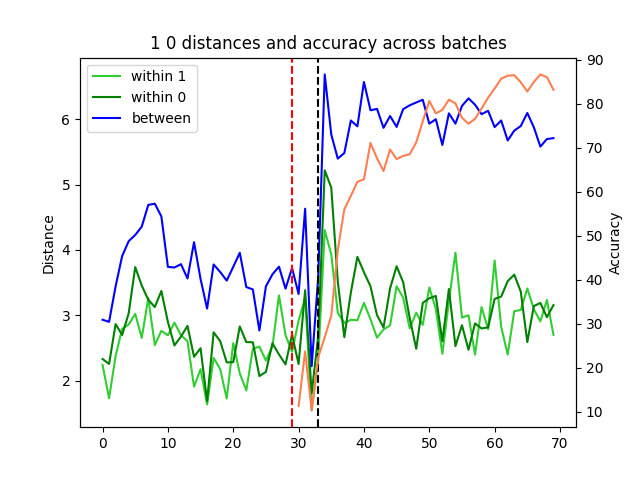 1 0 distances and accuracy across batches
within 1
within 0
between
Distance
6
5
4
3
2
Accuracy
90
80
70
60
50
40
30
20
10
0 10 20 30 40 50 60 70